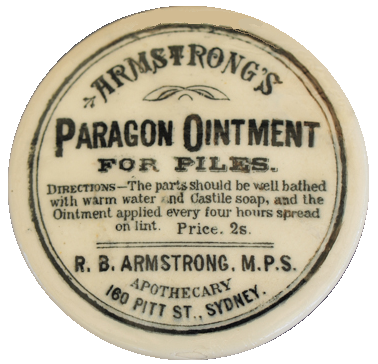 ARMSTRONG'S
PARAGON OINTMENT
FOR PILES.
DIRECTIONS—The parts should be well bathed
with warm water and Castile soap, and the
Ointment applied every four hours spread
on lint. Price. 2s.
R. B. ARMSTRONG. M.P.S.
APOTHECARY
160 PITT ST., SYDNEY.